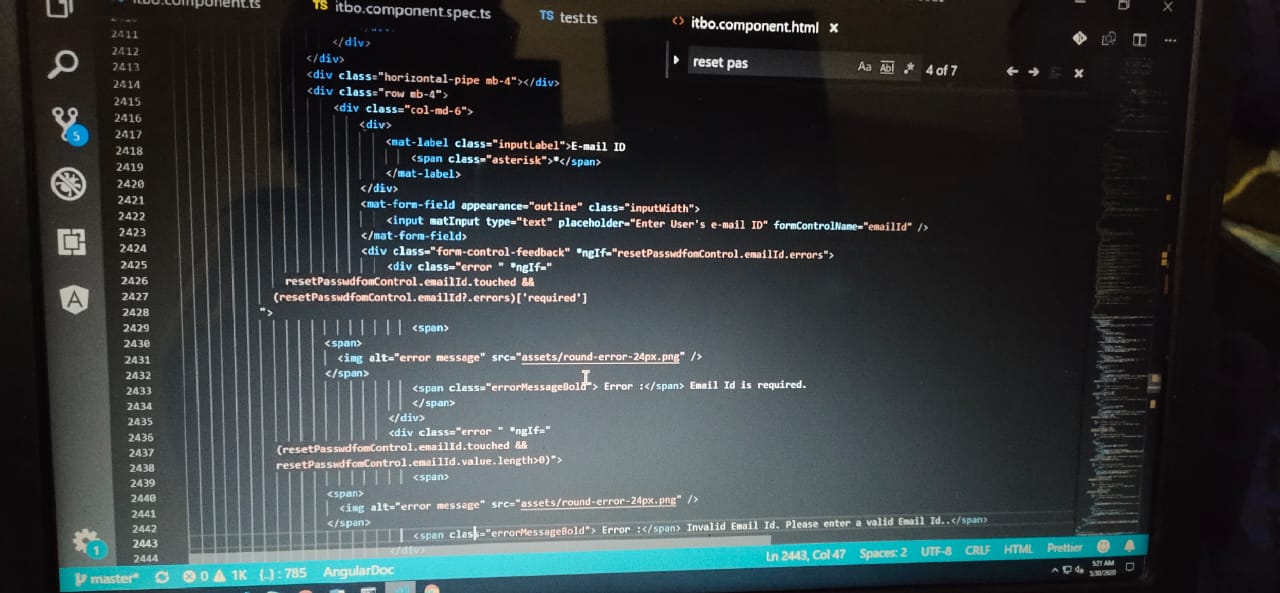 itbo.component.ts
TS itbo.component.spec.ts
TS test.ts
<> itbo.component.html x
reset pas
Aa Abl .* 4 of 7
2411
2412 </div>
2413 </div>
2414 <div class="horizontal-pipe mb-4"></div>
2415 <div class="row mb-4">
2416 <div class="col-md-6">
2417 <div>
2418 <mat-label class="inputLabel">E-mail ID
2419 <span class="asterisk">*</span>
2420 </mat-label>
2421 </div>
2422 <mat-form-field appearance="outline" class="inputWidth">
2423 <input matInput type="text" placeholder="Enter User's e-mail ID" formControlName="emailId" />
2424 </mat-form-field>
2425 <div class="form-control-feedback" *ngIf="resetPasswdfomControl.emailId.errors">
2426 <div class="error " *ngIf="
2427 resetPasswdfomControl.emailId.touched &&
2428 (resetPasswdfomControl.emailId?.errors)['required']
2429 ">
2430 <span>
2431 <span>
2432 <img alt="error message" src="assets/round-error-24px.png" />
2433 </span>
2434 <span class="errorMessageBold"> Error :</span> Email Id is required.
2435 </span>
2436 </div>
2437 <div class="error " *ngIf="
2438 (resetPasswdfomControl.emailId.touched &&
2439 resetPasswdfomControl.emailId.value.length>0)">
2440 <span>
2441 <span>
2442 <img alt="error message" src="assets/round-error-24px.png" />
2443 </span>
2444 <span class="errorMessageBold"> Error :</span> Invalid Email Id. Please enter a valid Email Id..</span>
</div>
5
1
master* 0 1K {..} : 785 AngularDoc
Ln 2443, Col 47 Spaces: 2 UTF-8 CRLF HTML Prettier
5:21 AM
5/30/2020